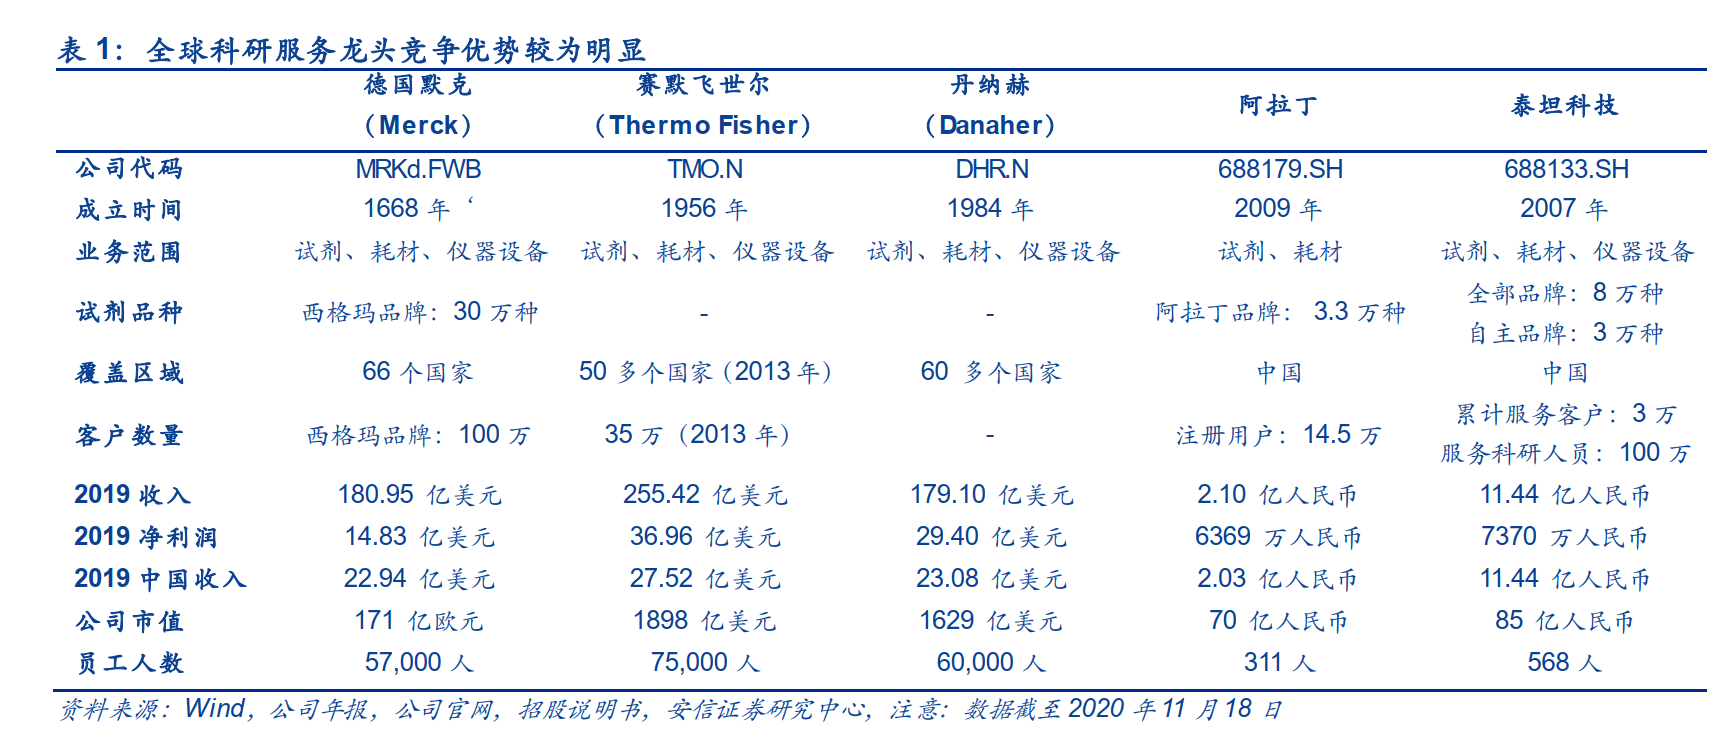 表 1：全球科研服务龙头竞争优势较为明显
德国默克 赛默飞世尔 丹纳赫 阿拉丁 泰坦科技
（Merck） （Thermo Fisher） （Danaher）
公司代码 MRKd.FWB TMO.N DHR.N 688179.SH 688133.SH
成立时间 1668 年‘ 1956 年 1984 年 2009 年 2007 年
业务范围 试剂、耗材、仪器设备 试剂、耗材、仪器设备 试剂、耗材、仪器设备 试剂、耗材 试剂、耗材、仪器设备
试剂品种 西格玛品牌：30 万种 - - 阿拉丁品牌： 3.3 万种 全部品牌：8 万种
自主品牌：3 万种
覆盖区域 66 个国家 50 多个国家（2013 年） 60 多个国家 中国 中国
客户数量 西格玛品牌：100 万 35 万（2013 年） - 注册用户：14.5 万 累计服务客户：3 万
服务科研人员：100 万
2019 收入 180.95 亿美元 255.42 亿美元 179.10 亿美元 2.10 亿人民币 11.44 亿人民币
2019 净利润 14.83 亿美元 36.96 亿美元 29.40 亿美元 6369 万人民币 7370 万人民币
2019 中国收入 22.94 亿美元 27.52 亿美元 23.08 亿美元 2.03 亿人民币 11.44 亿人民币
公司市值 171 亿欧元 1898 亿美元 1629 亿美元 70 亿人民币 85 亿人民币
员工人数 57,000 人 75,000 人 60,000 人 311 人 568 人
资料来源：Wind，公司年报，公司官网，招股说明书，安信证券研究中心，注意：数据截至 2020 年 11 月 18 日